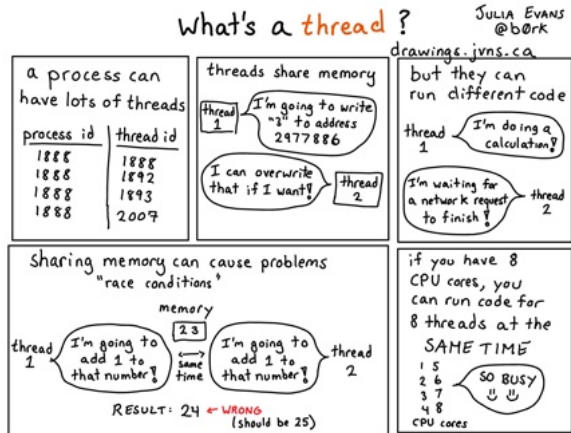 what's a thread?
JULIA EVANS
@b0rk
drawings.jvns.ca
a process can
have lots of threads
process id thread id
1888 1888
1888 1892
1888 1893
1888 2007
threads share memory
thread
1
I'm going to write
"3" to address
2977886
I can overwrite
that if I want!
thread
2
but they can
run different code
thread
1
I'm doing a
calculation!
I'm waiting for
a network request
to finish!
thread
2
sharing memory can cause problems
"race conditions"
memory
23
thread
1
I'm going to
add 1 to
that number!
same
time
I'm going to
add 1 to
that number!
thread
2
RESULT: 24 ← WRONG
(should be 25)
if you have 8
CPU cores, you
can run code for
8 threads at the
SAME TIME
1 5
2 6
3 7
4 8
CPU cores
SO BUSY